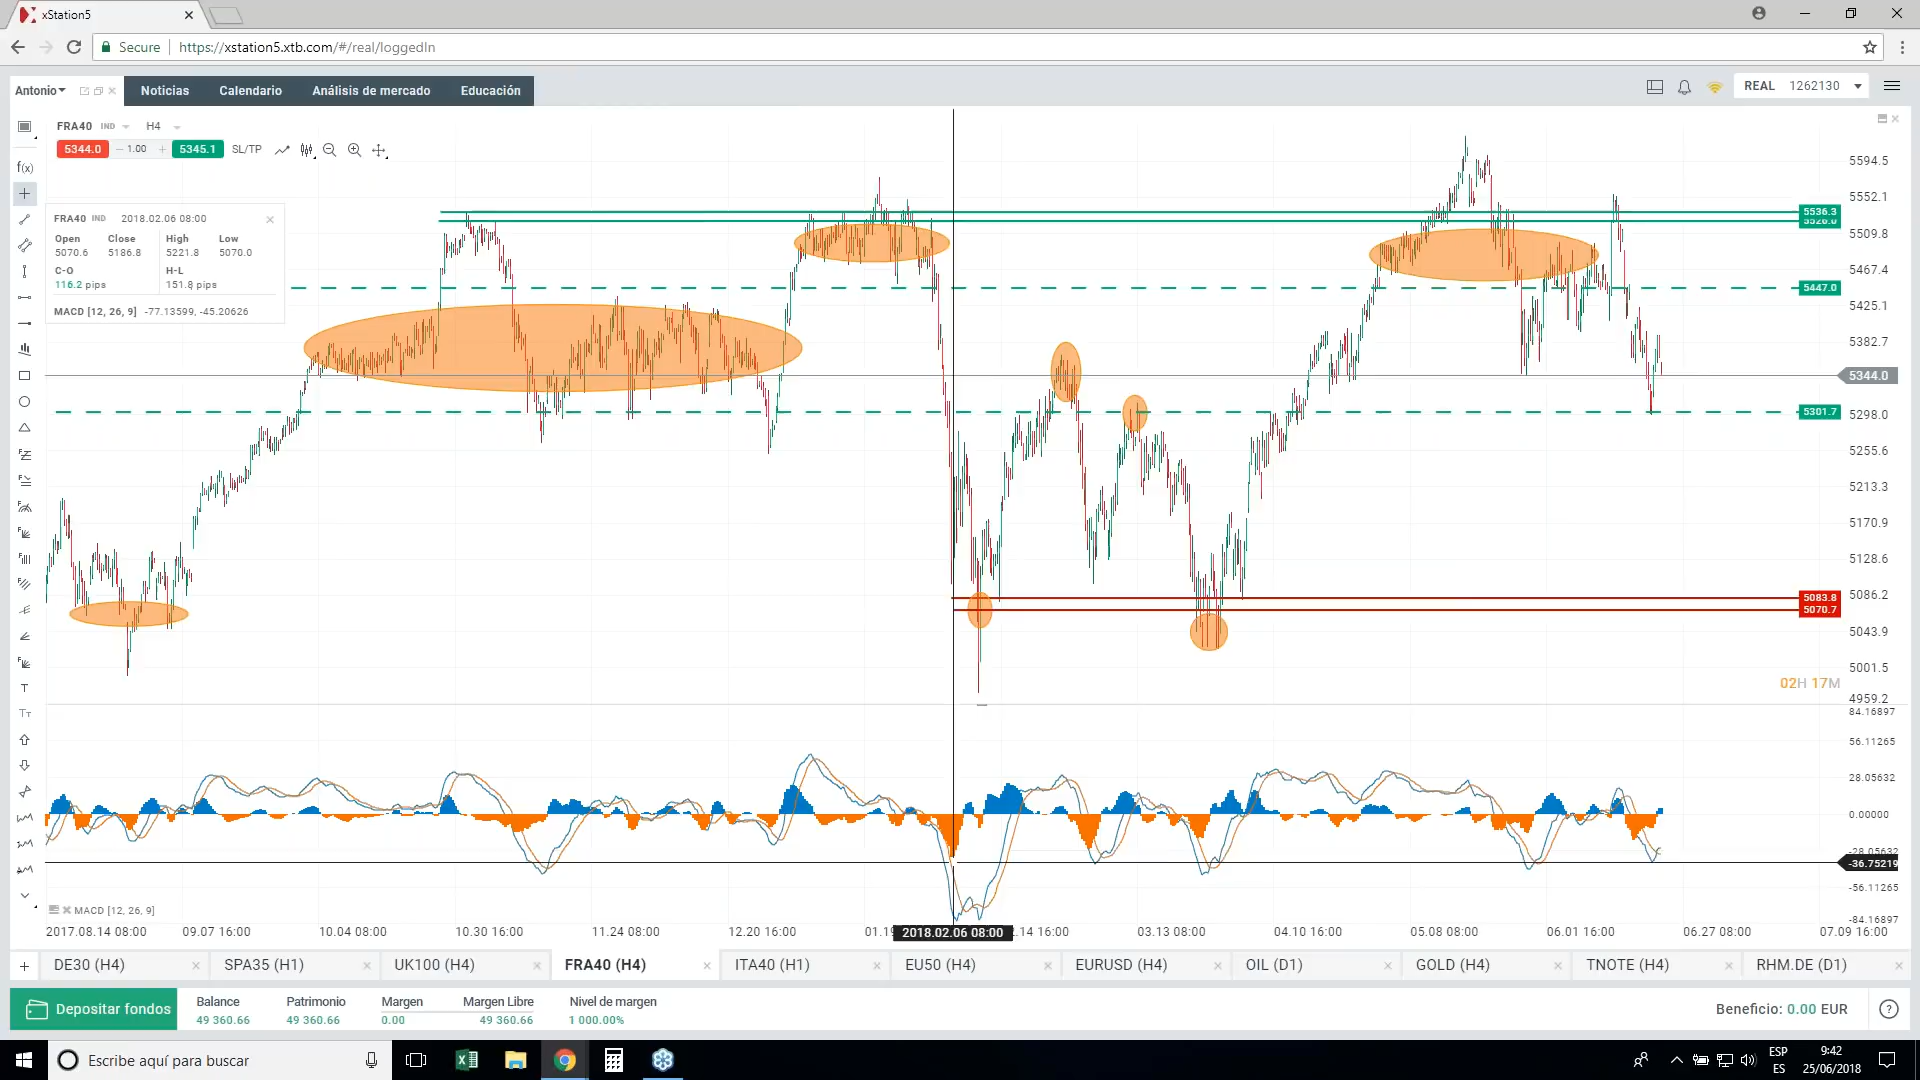 xStation5
Secure https://xstation5.xtb.com/#/real/loggedIn
Antonio Noticias Calendario Análisis de mercado Educación REAL 1262130
FRA40 IND H4
5344.0 1.00 5345.1 SL/TP
f(x)
FRA40 IND 2018.02.06 08:00
Open Close High Low
5070.6 5186.8 5221.8 5070.0
C-O H-L
116.2 pips 151.8 pips
MACD [12, 26, 9] -77.13599, -45.20626
5594.5
5552.1
5536.3
5509.8
5467.4
5447.0
5425.1
5382.7
5344.0
5301.7
5298.0
5255.6
5213.3
5170.9
5128.6
5086.2
5083.8
5070.7
5043.9
5001.5
02H 17M
4959.2
84.16897
56.11265
28.05632
0.00000
-28.05632
-36.75219
-56.11265
-84.16897
MACD [12, 26, 9]
2017.08.14 08:00 09.07 16:00 10.04 08:00 10.30 16:00 11.24 08:00 12.20 16:00 2018.02.06 08:00 03.13 08:00 04.10 16:00 05.08 08:00 06.01 16:00 06.27 08:00 07.09 16:00
DE30 (H4) SPA35 (H1) UK100 (H4) FRA40 (H4) ITA40 (H1) EU50 (H4) EURUSD (H4) OIL (D1) GOLD (H4) TNOTE (H4) RHM.DE (D1)
Depositar fondos Balance Patrimonio Margen Margen Libre Nivel de margen Beneficio: 0.00 EUR
49 360.66 49 360.66 0.00 49 360.66 1 000.00%
Escribe aquí para buscar ESP 9:42
ES 25/06/2018